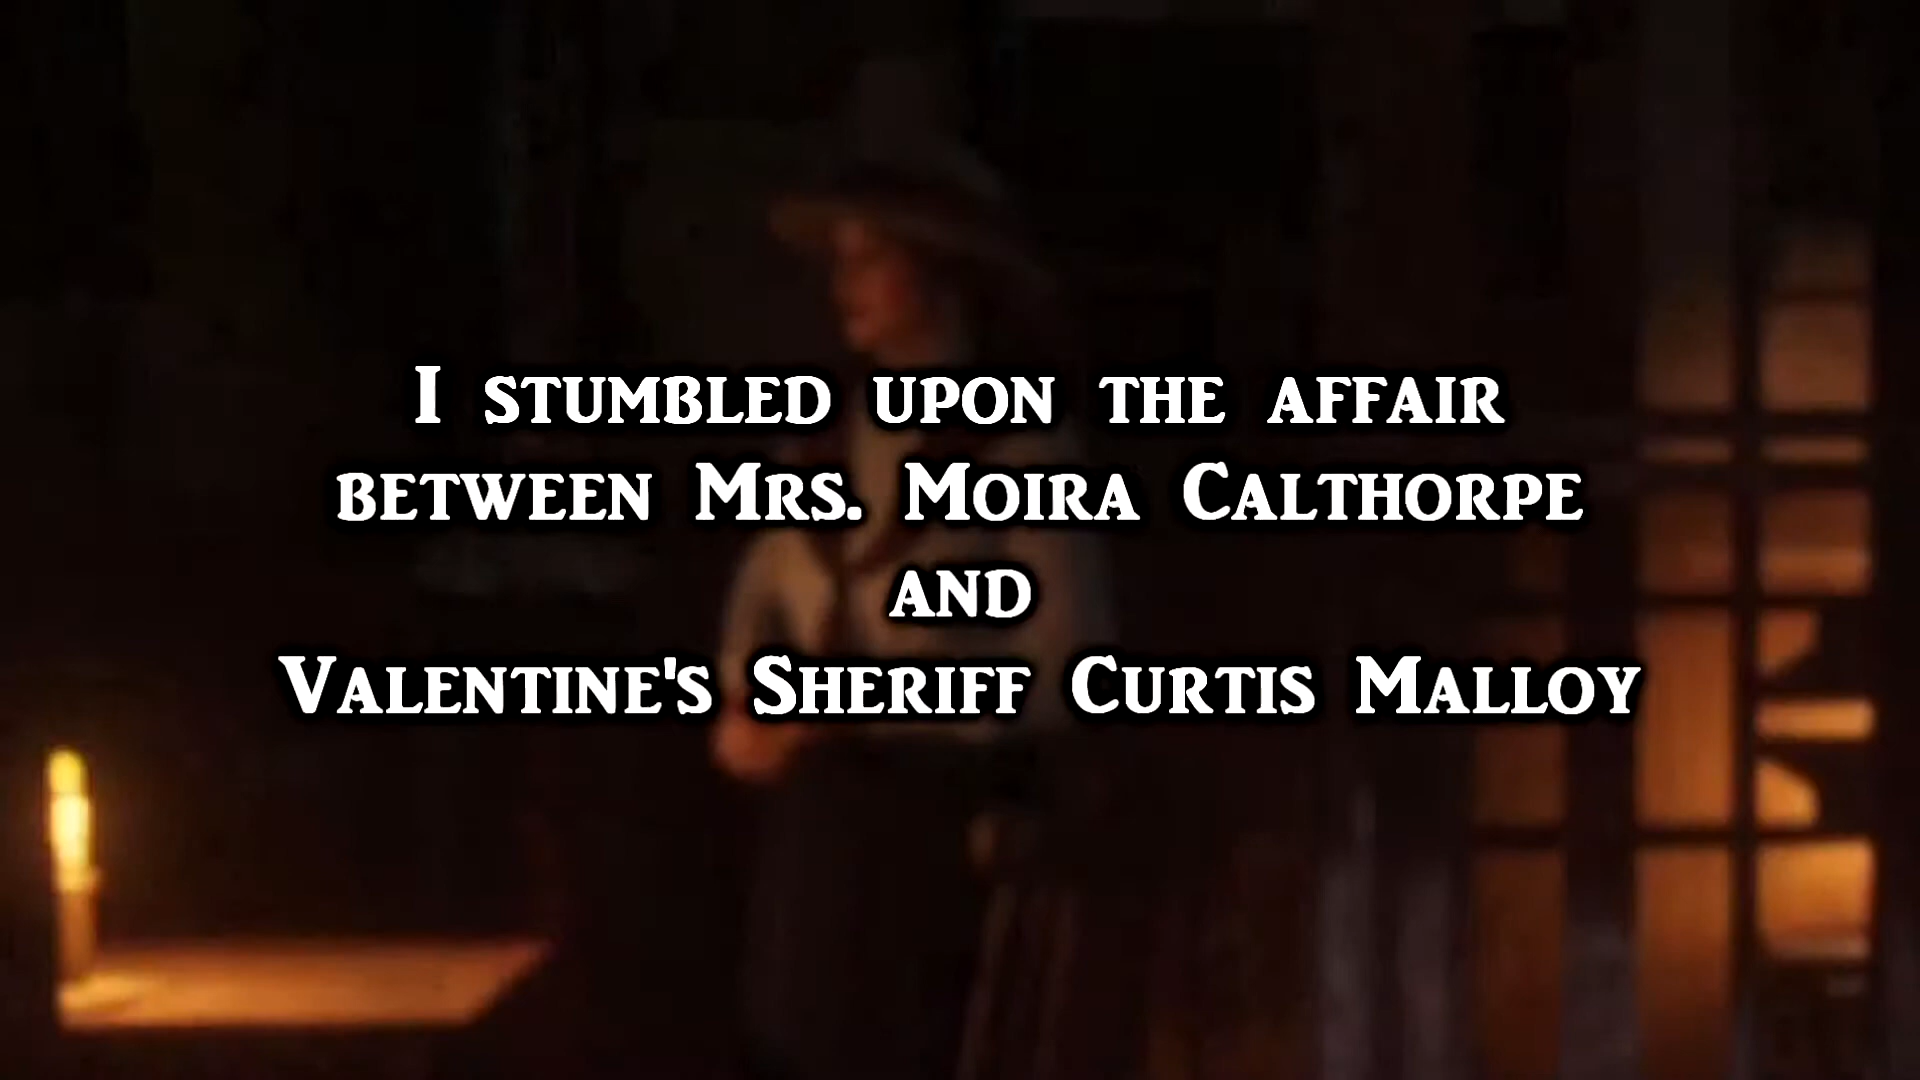 I stumbled upon the affair
between Mrs. Moira Calthorpe
and
Valentine's Sheriff Curtis Malloy